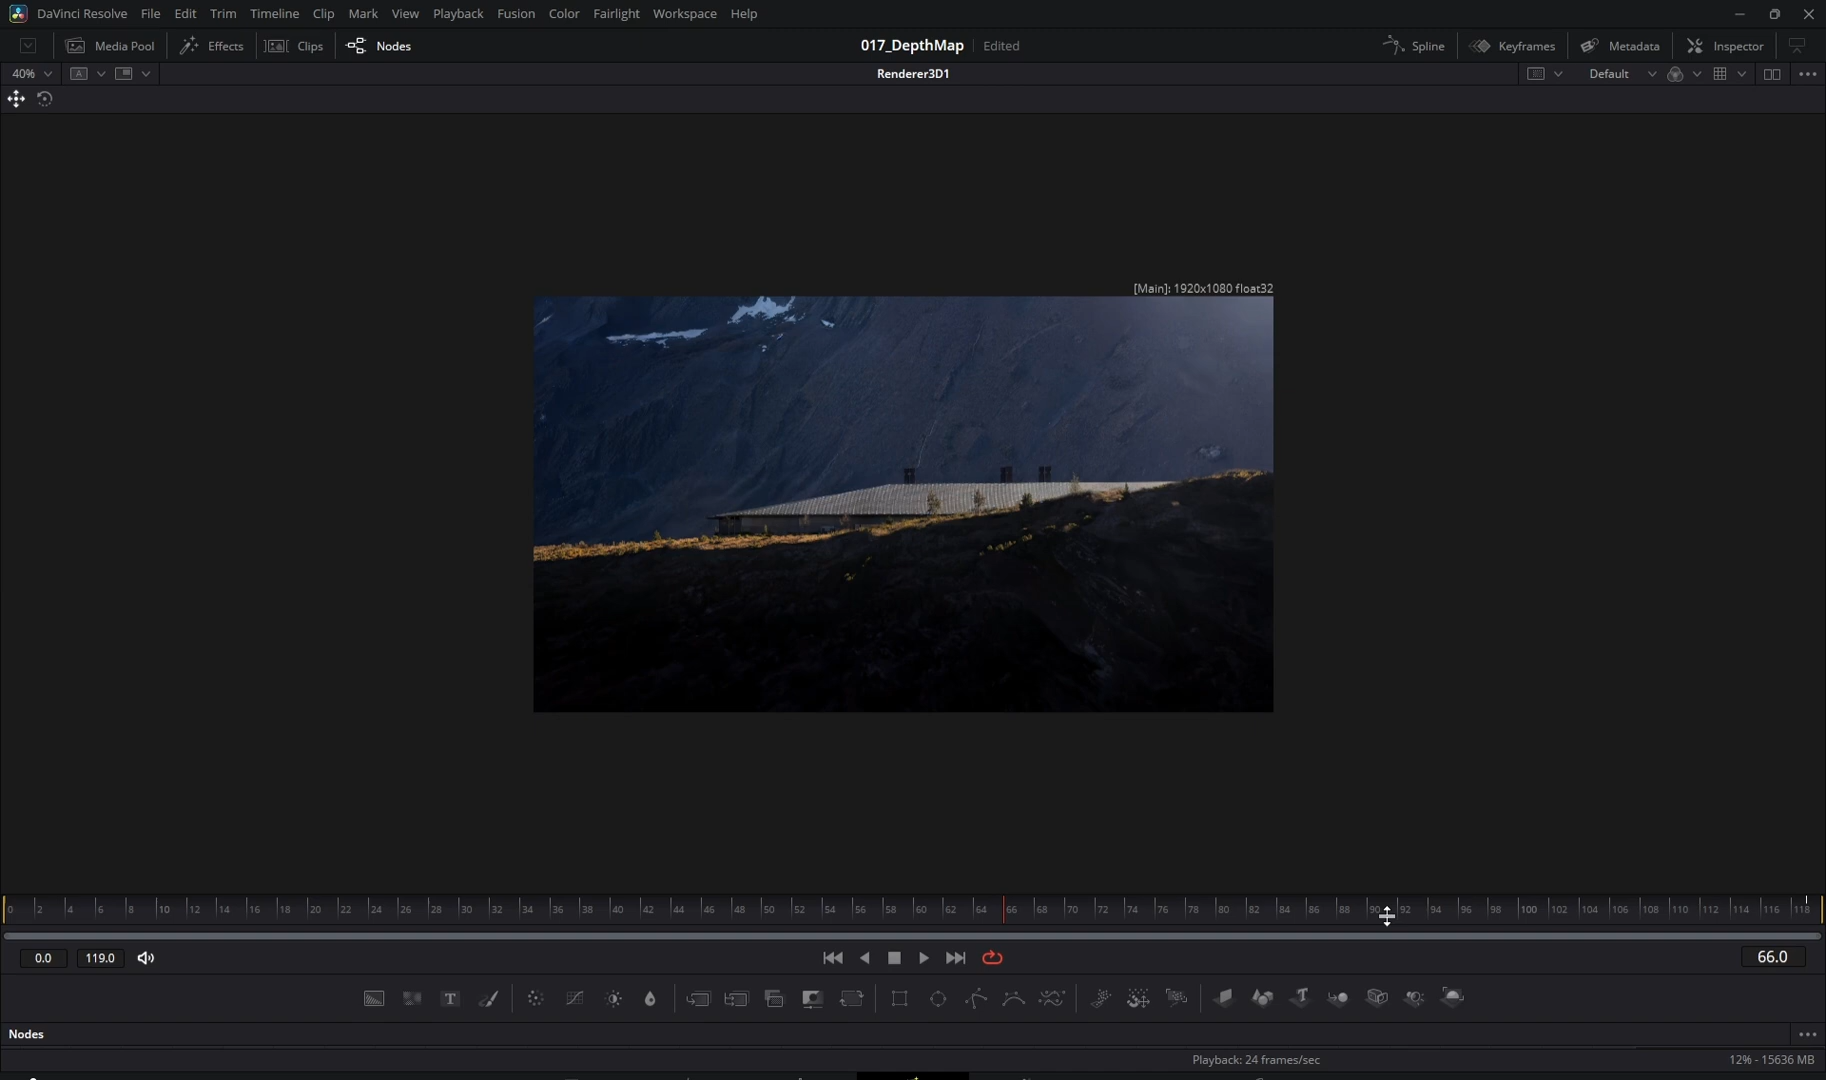 DaVinci Resolve File Edit Trim Timeline Clip Mark View Playback Fusion Color Fairlight Workspace Help
Media Pool Effects Clips Nodes 017_DepthMap Edited Spline Keyframes Metadata Inspector
40% A Renderer3D1 Default
[Main]: 1920x1080 float32
0 2 4 6 8 10 12 14 16 18 20 22 24 26 28 30 32 34 36 38 40 42 44 46 48 50 52 54 56 58 60 62 64 66 68 70 72 74 76 78 80 82 84 86 88 90 92 94 96 98 100 102 104 106 108 110 112 114 116 118
0.0 119.0 66.0
T T
Nodes
Playback: 24 frames/sec 12% - 15636 MB